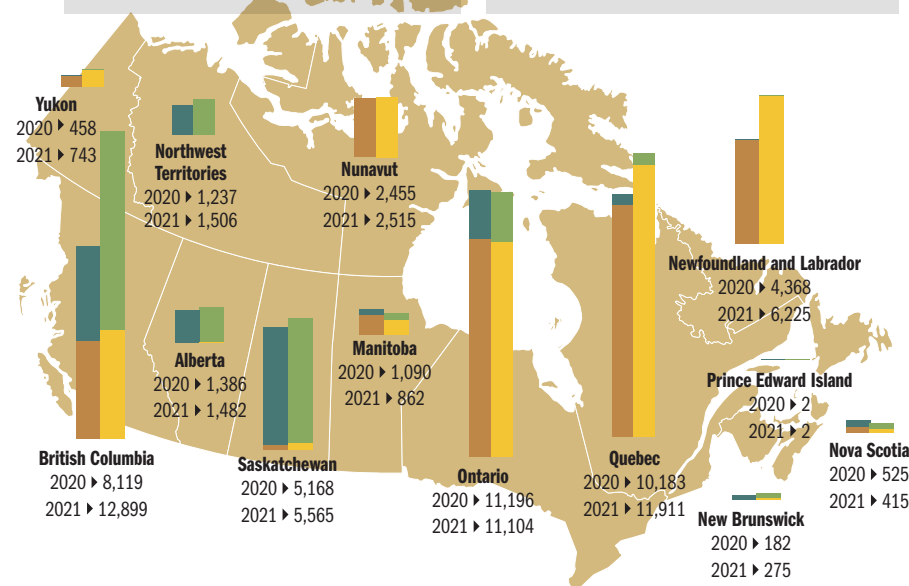 Yukon
2020 ▸ 458
2021 ▸ 743
Northwest
Territories
2020 ▸ 1,237
2021 ▸ 1,506
Nunavut
2020 ▸ 2,455
2021 ▸ 2,515
Newfoundland and Labrador
2020 ▸ 4,368
2021 ▸ 6,225
British Columbia
2020 ▸ 8,119
2021 ▸ 12,899
Alberta
2020 ▸ 1,386
2021 ▸ 1,482
Saskatchewan
2020 ▸ 5,168
2021 ▸ 5,565
Manitoba
2020 ▸ 1,090
2021 ▸ 862
Ontario
2020 ▸ 11,196
2021 ▸ 11,104
Quebec
2020 ▸ 10,183
2021 ▸ 11,911
Prince Edward Island
2020 ▸ 2
2021 ▸ 2
New Brunswick
2020 ▸ 182
2021 ▸ 275
Nova Scotia
2020 ▸ 525
2021 ▸ 415